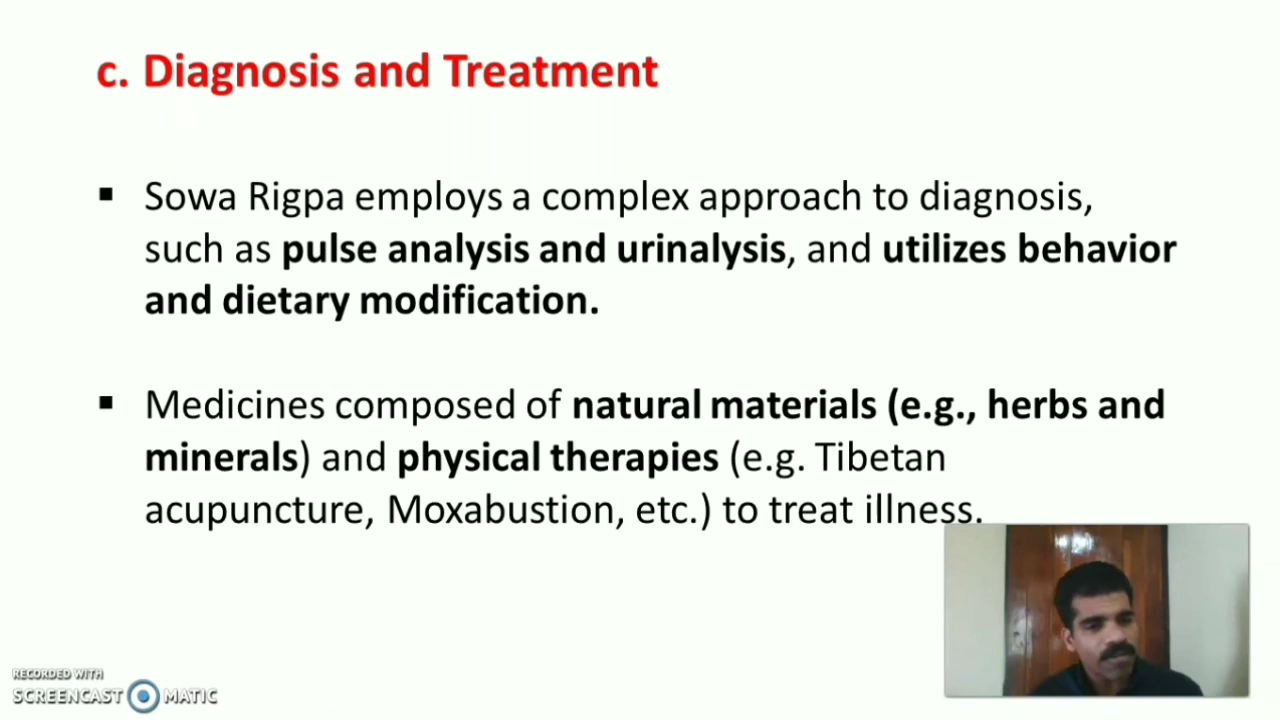 c. Diagnosis and Treatment
▪ Sowa Rigpa employs a complex approach to diagnosis,
such as pulse analysis and urinalysis, and utilizes behavior
and dietary modification.
▪ Medicines composed of natural materials (e.g., herbs and
minerals) and physical therapies (e.g. Tibetan
acupuncture, Moxabustion, etc.) to treat illness.
RECORDED WITH
SCREENCAST MATIC